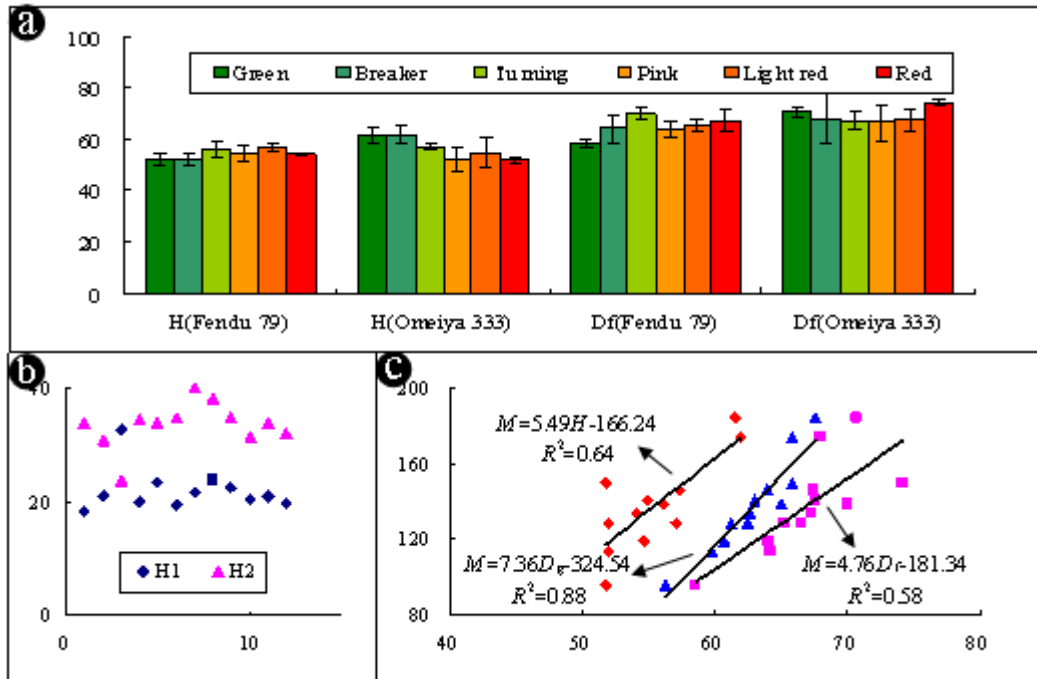 a
100
80
60
40
20
0
Green Breaker Turning Pink Light red Red
H(Fendu 79) H(Omeiya 333) Df(Fendu 79) Df(Omeiya 333)
b
40
20
0
0 10
H1 H2
c
200
160
120
80
40 50 60 70 80
M=5.49H-166.24
R²=0.64
M=7.36Dg-324.54
R²=0.88
M=4.76Df-181.34
R²=0.58